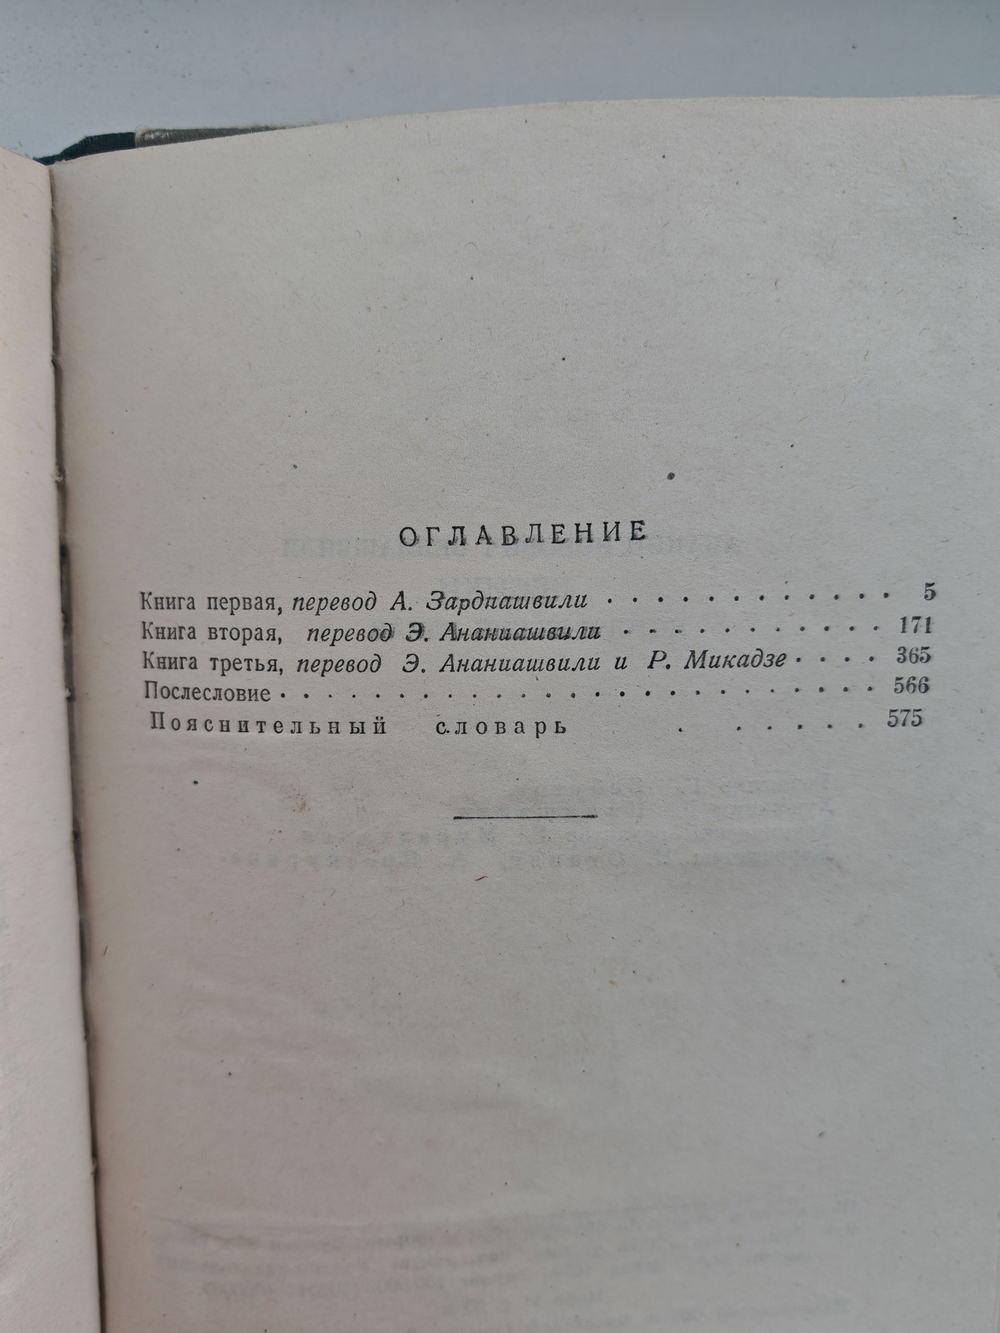 ОГЛАВЛЕНИЕ
Книга первая, перевод А. Зардиашвили . . . . . . . . . . . . 5
Книга вторая, перевод Э. Ананиашвили . . . . . . . . . . . 171
Книга третья, перевод Э. Ананиашвили и Р. Микадзе . . . . 365
Послесловие . . . . . . . . . . . . . . . . . . . . . . . . 566
Пояснительный словарь . . . . . . . 575